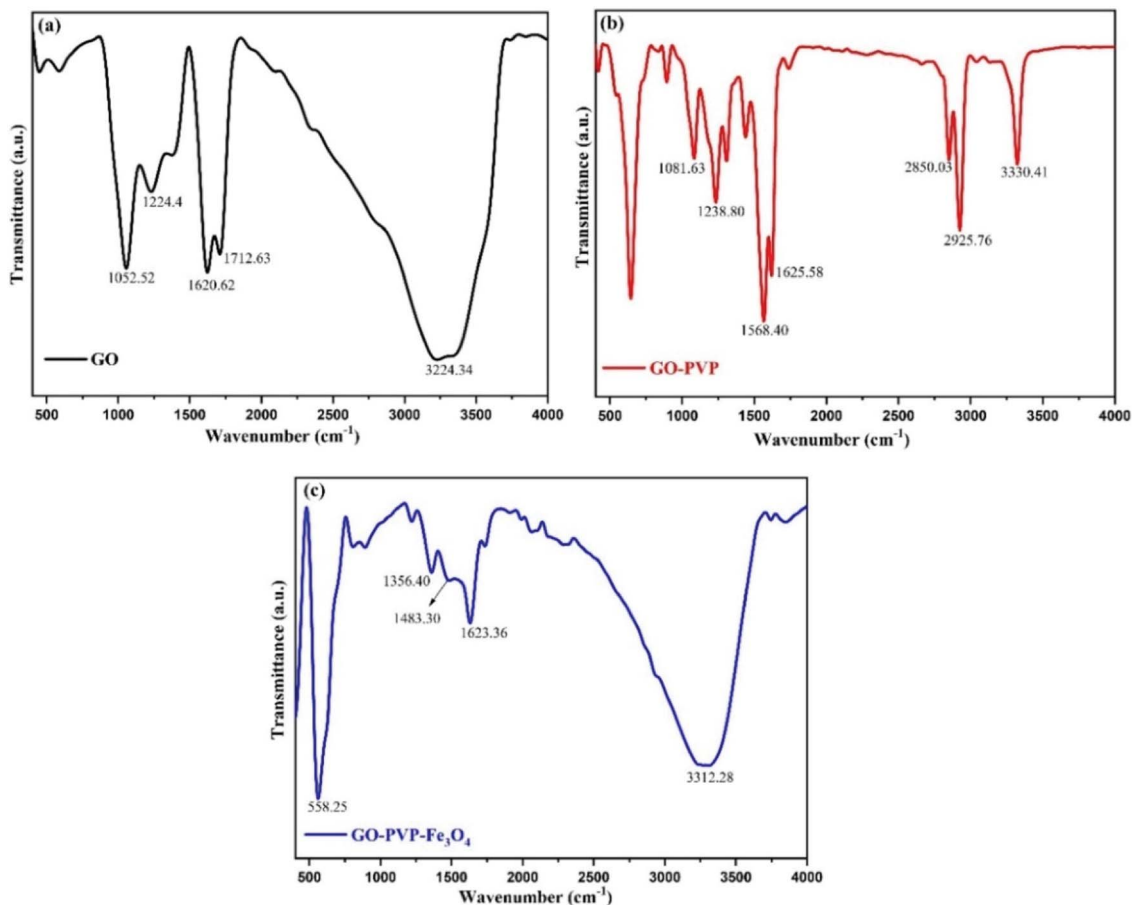 (a)
Transmittance (a.u.)
1052.52
1224.4
1620.62
1712.63
3224.34
GO
500 1000 1500 2000 2500 3000 3500 4000
Wavenumber (cm⁻¹)
(b)
Transmittance (a.u.)
1081.63
1238.80
1568.40
1625.58
2850.03
2925.76
3330.41
GO-PVP
500 1000 1500 2000 2500 3000 3500 4000
Wavenumber (cm⁻¹)
(c)
Transmittance (a.u.)
558.25
1356.40
1483.30
1623.36
3312.28
GO-PVP-Fe₃O₄
500 1000 1500 2000 2500 3000 3500 4000
Wavenumber (cm⁻¹)